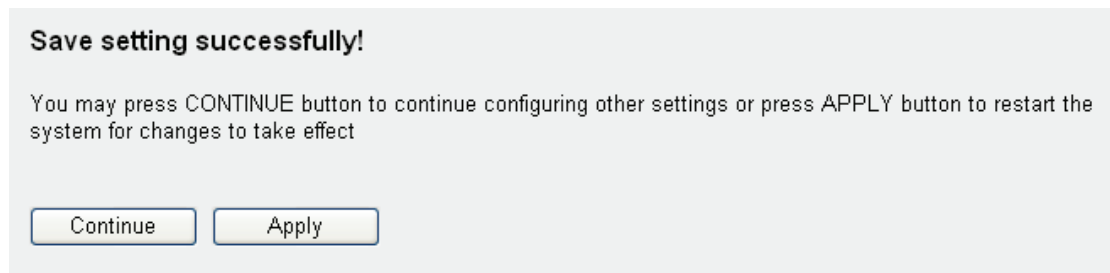 Save setting successfully!
You may press CONTINUE button to continue configuring other settings or press APPLY button to restart the
system for changes to take effect
Continue
Apply